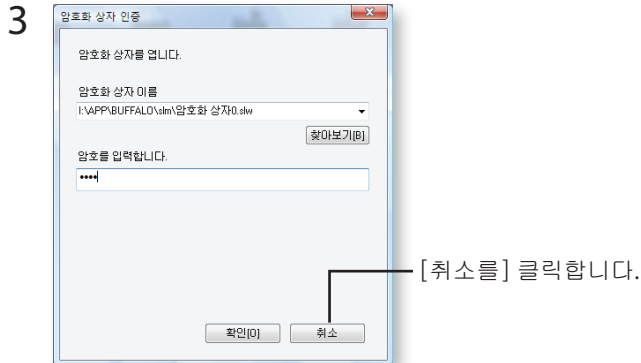 3
암호화 상자 인증
암호화 상자를 엽니다.
암호화 상자 이름
I:\APP\BUFFALO\slm\암호화 상자0.slw
찾아보기[B]
암호를 입력합니다.
••••
[취소를] 클릭합니다.
확인[O] 취소